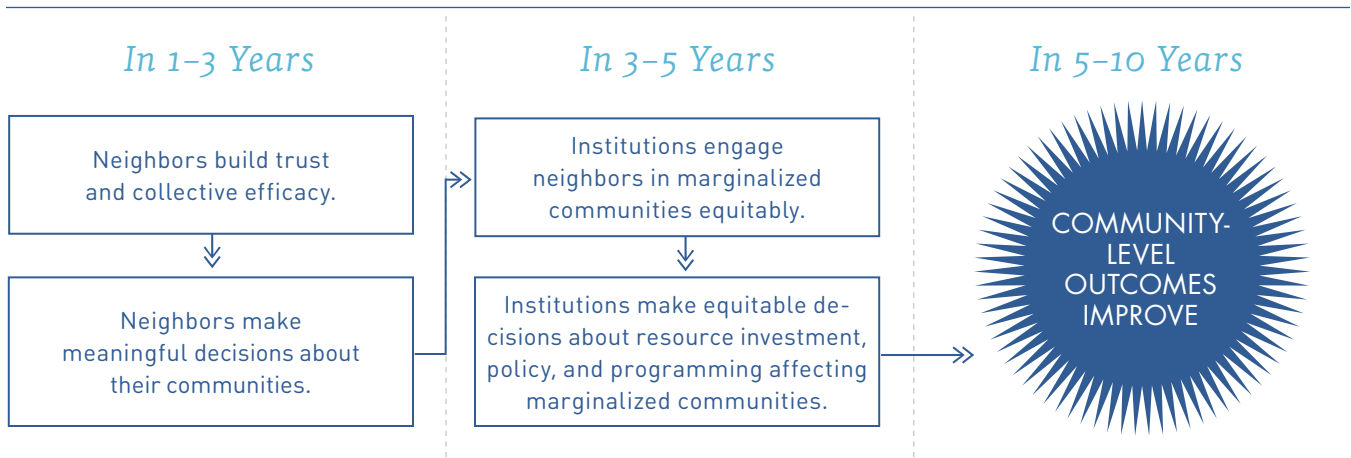 In 1–3 Years
Neighbors build trust
and collective efficacy.
Neighbors make
meaningful decisions about
their communities.
In 3–5 Years
Institutions engage
neighbors in marginalized
communities equitably.
Institutions make equitable de-
cisions about resource investment,
policy, and programming affecting
marginalized communities.
In 5–10 Years
COMMUNITY-
LEVEL
OUTCOMES
IMPROVE